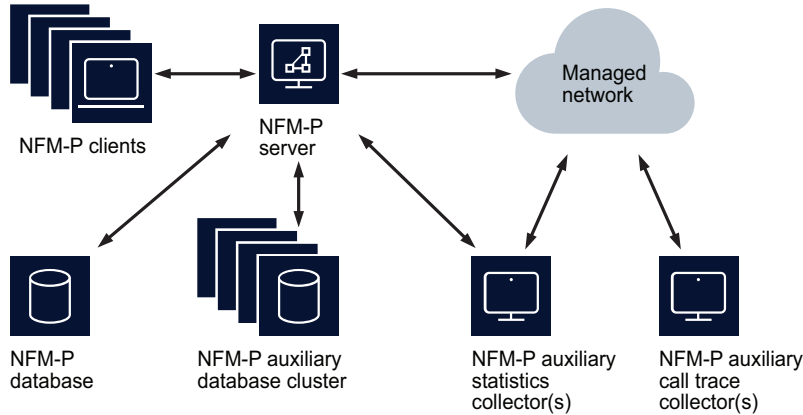 Managed
network
NFM-P clients
NFM-P
server
NFM-P
database
NFM-P auxiliary
database cluster
NFM-P auxiliary
statistics
collector(s)
NFM-P auxiliary
call trace
collector(s)